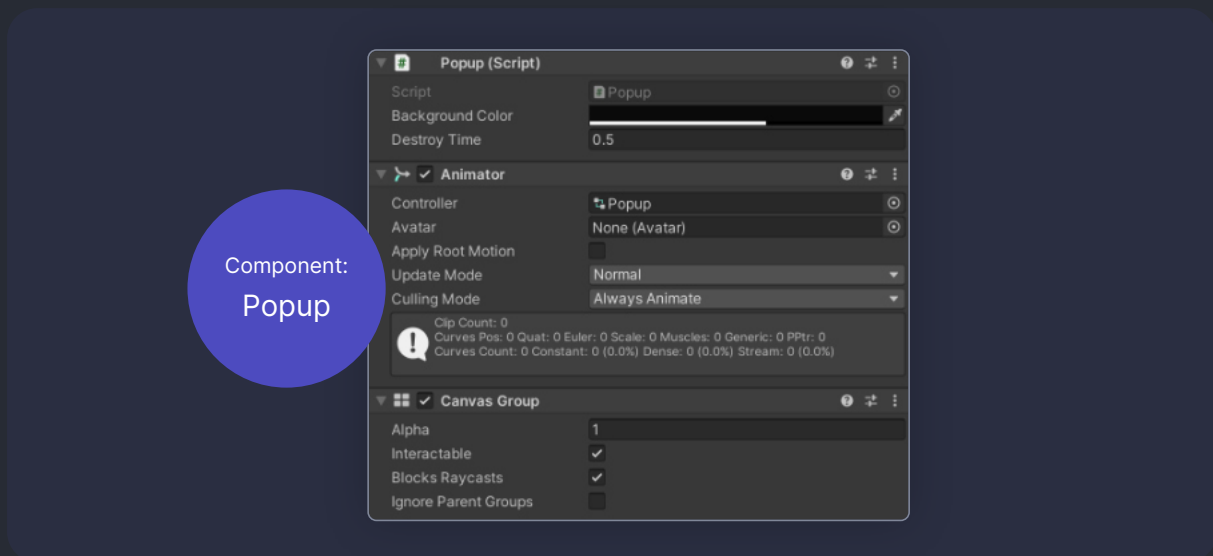 Component:
Popup
Popup (Script)
Script Popup
Background Color
Destroy Time 0.5
Animator
Controller Popup
Avatar None (Avatar)
Apply Root Motion
Update Mode Normal
Culling Mode Always Animate
Clip Count: 0
Curves Pos: 0 Quat: 0 Euler: 0 Scale: 0 Muscles: 0 Generic: 0 PPtr: 0
Curves Count: 0 Constant: 0 (0.0%) Dense: 0 (0.0%) Stream: 0 (0.0%)
Canvas Group
Alpha 1
Interactable
Blocks Raycasts
Ignore Parent Groups